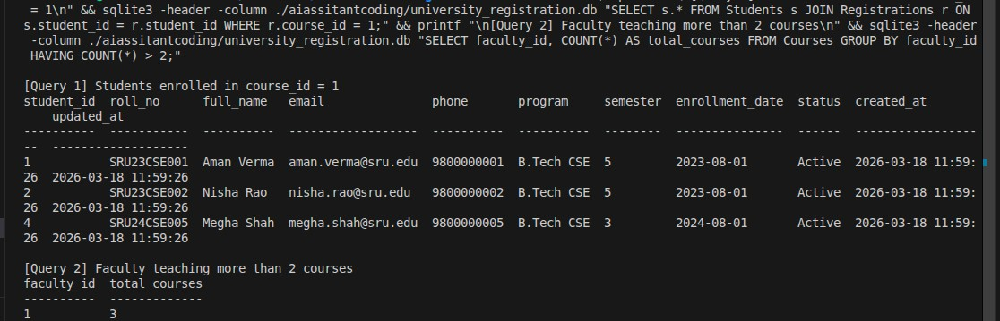 = 1\n" && sqlite3 -header -column ./aiassitantcoding/university_registration.db "SELECT s.* FROM Students s JOIN Registrations r ON
s.student_id = r.student_id WHERE r.course_id = 1;" && printf "\n[Query 2] Faculty teaching more than 2 courses\n" && sqlite3 -header
-column ./aiassitantcoding/university_registration.db "SELECT faculty_id, COUNT(*) AS total_courses FROM Courses GROUP BY faculty_id
HAVING COUNT(*) > 2;"
[Query 1] Students enrolled in course_id = 1
student_id  roll_no      full_name   email              phone       program     semester  enrollment_date  status  created_at
    updated_at
----------  -----------  ----------  ------------------  ----------  ----------  --------  ---------------  ------  -----------------
--  -------------------
1           SRU23CSE001  Aman Verma  aman.verma@sru.edu  9800000001  B.Tech CSE  5         2023-08-01       Active  2026-03-18 11:59:
26  2026-03-18 11:59:26
2           SRU23CSE002  Nisha Rao   nisha.rao@sru.edu   9800000002  B.Tech CSE  5         2023-08-01       Active  2026-03-18 11:59:
26  2026-03-18 11:59:26
4           SRU24CSE005  Megha Shah  megha.shah@sru.edu  9800000005  B.Tech CSE  3         2024-08-01       Active  2026-03-18 11:59:
26  2026-03-18 11:59:26
[Query 2] Faculty teaching more than 2 courses
faculty_id  total_courses
----------  -------------
1           3